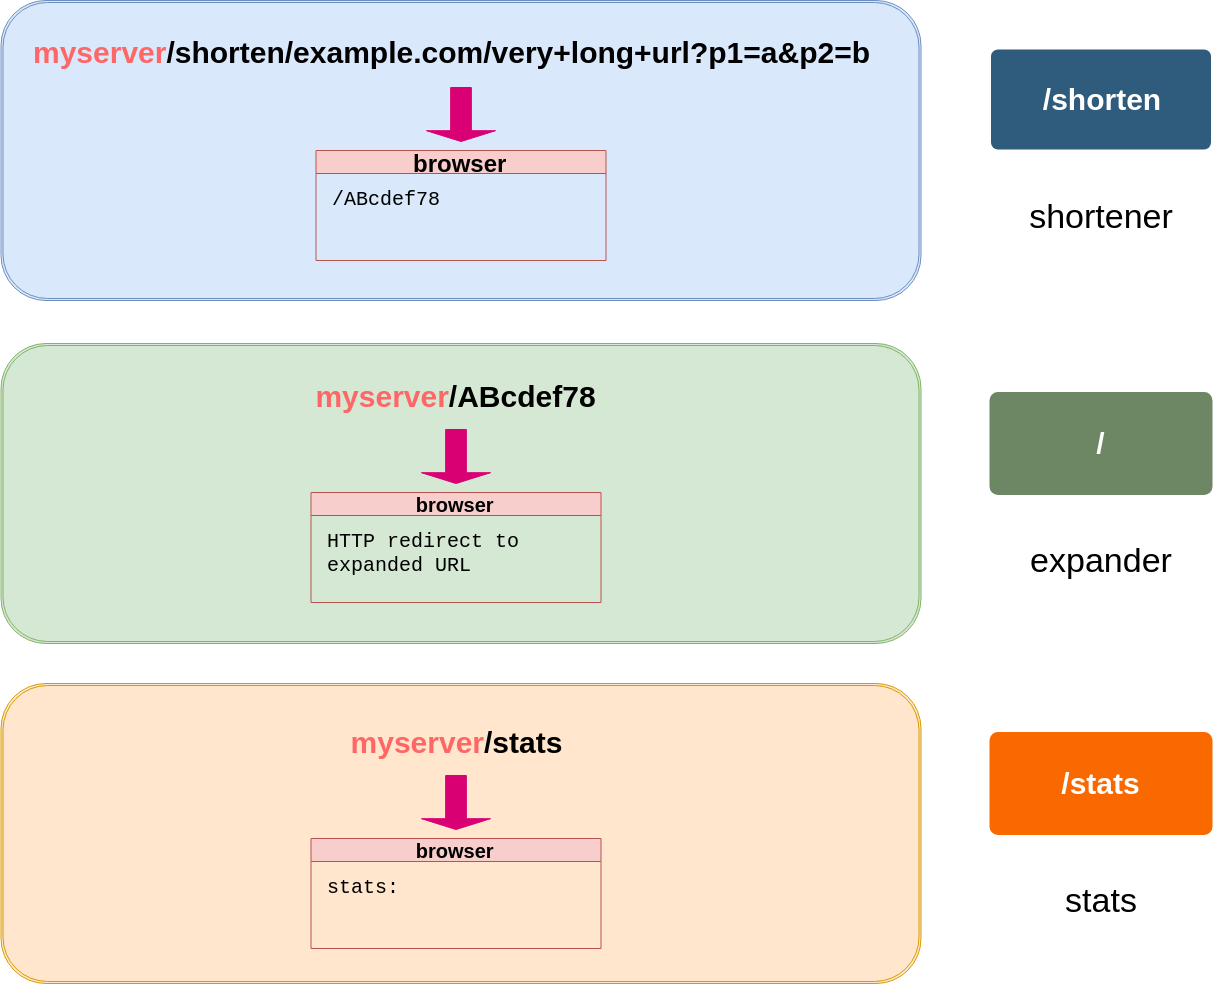 myserver/shorten/example.com/very+long+url?p1=a&p2=b
browser
/ABcdef78
/shorten
shortener
myserver/ABcdef78
browser
HTTP redirect to
expanded URL
/
expander
myserver/stats
browser
stats:
/stats
stats